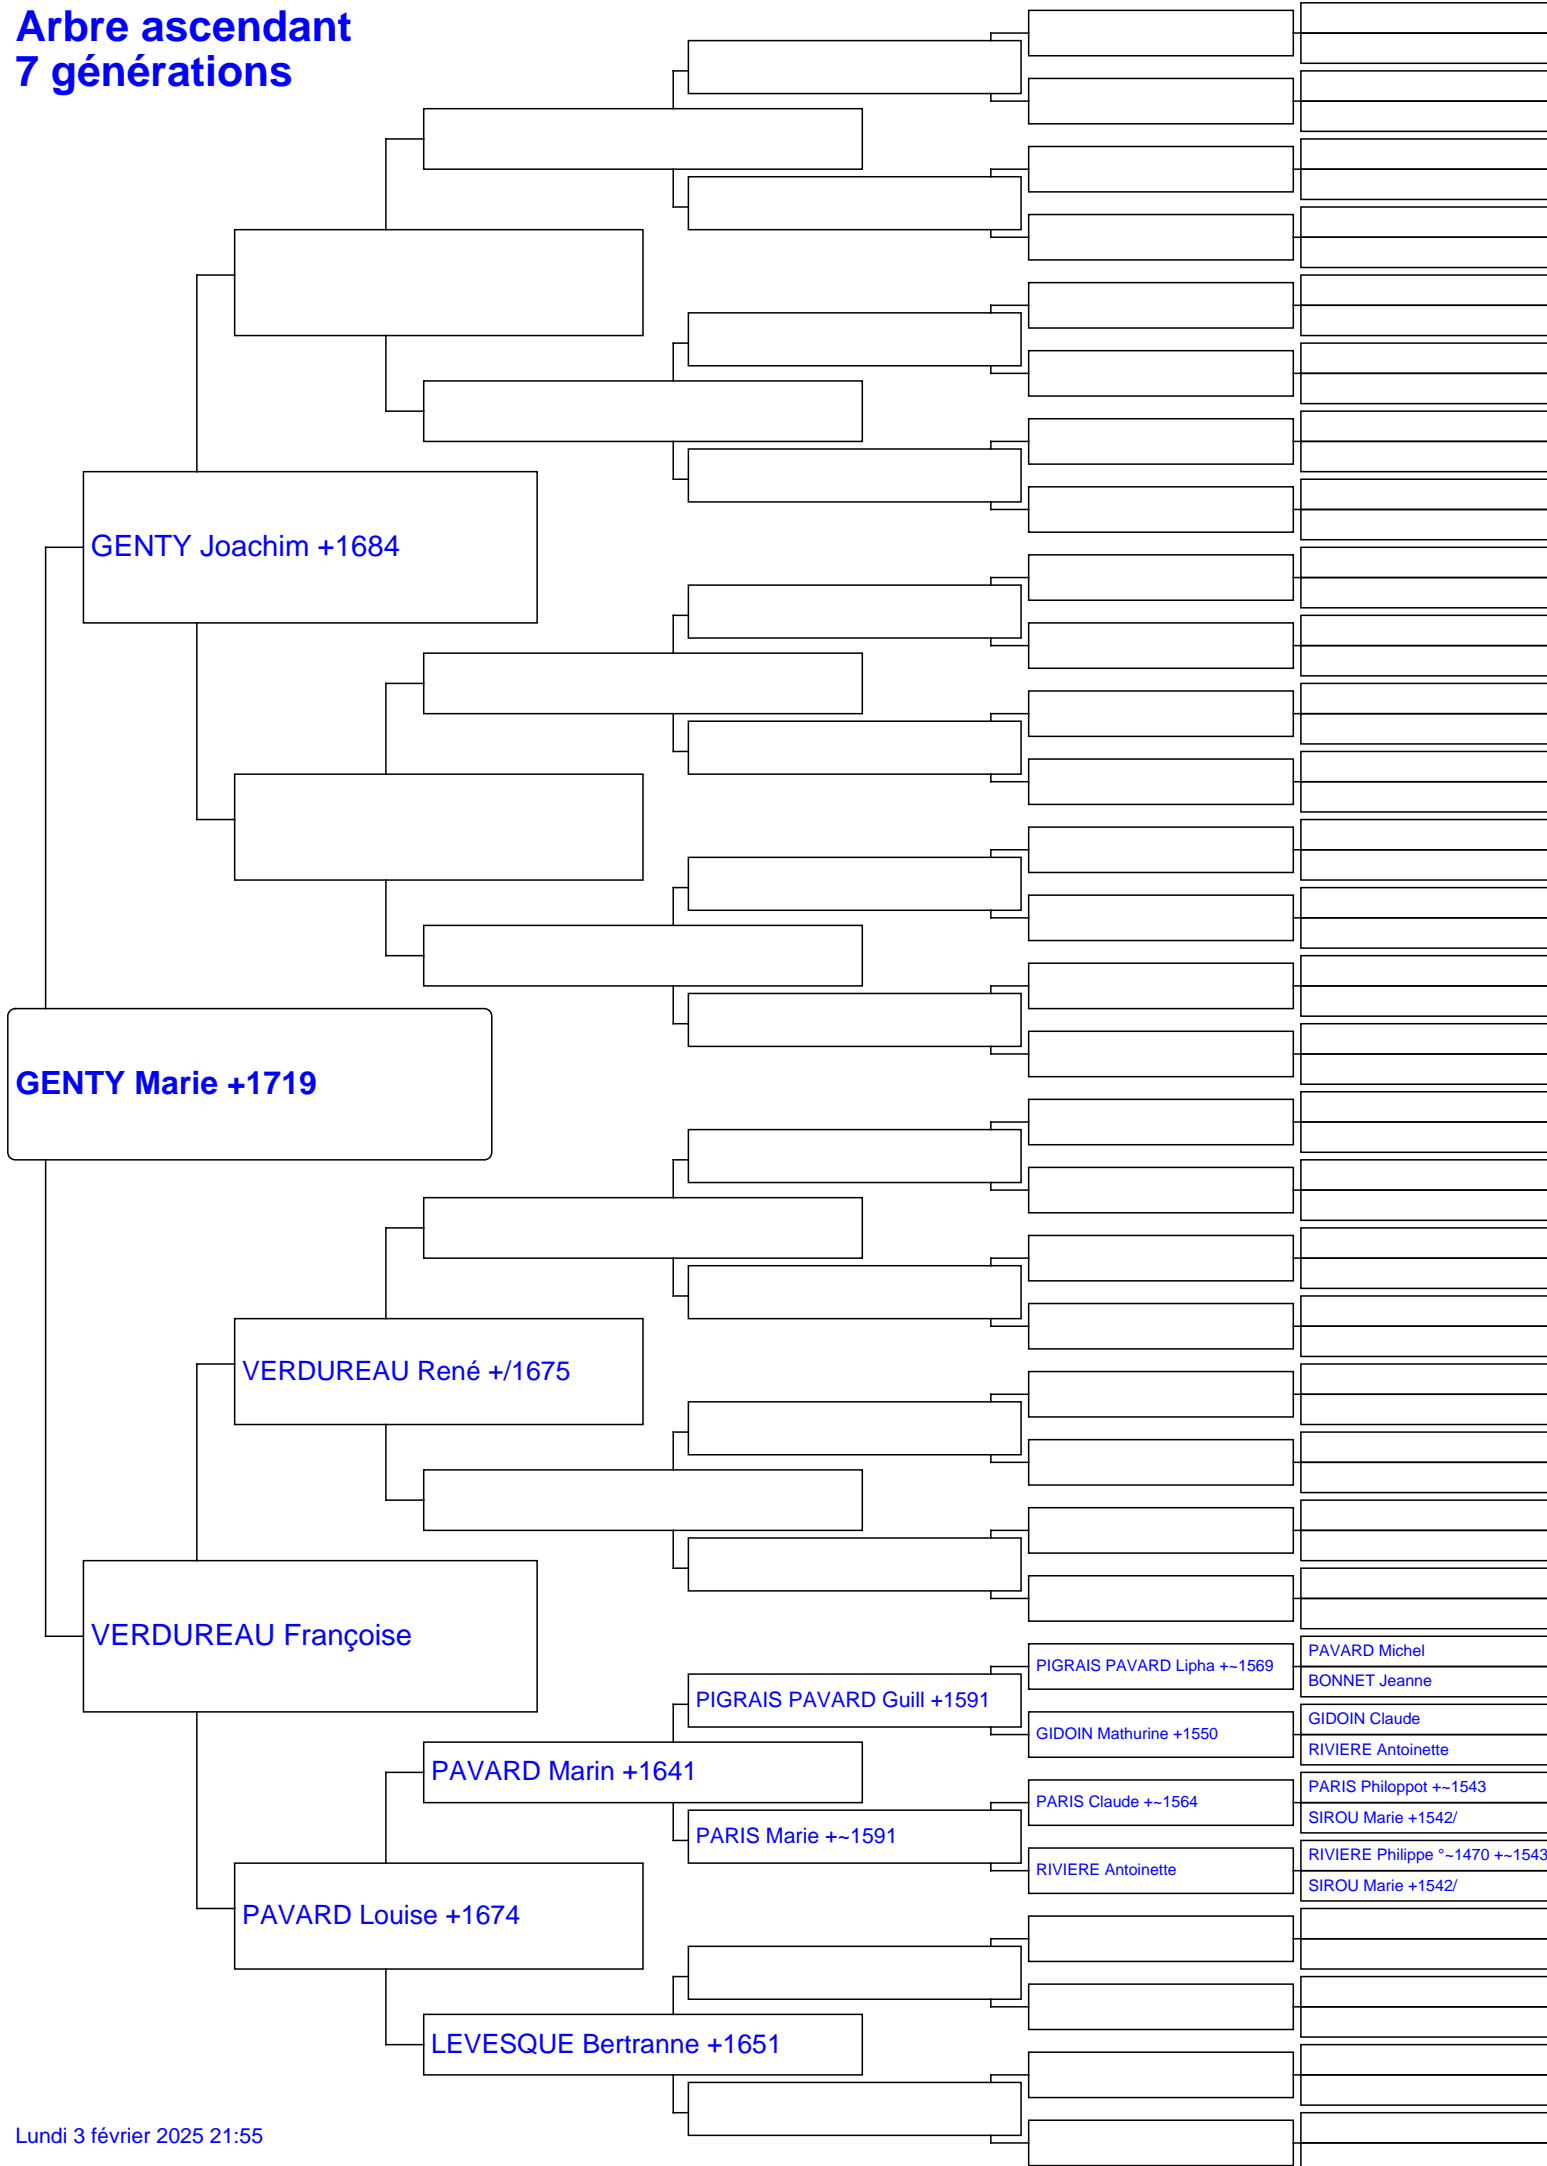 Arbre ascendant
7 générations
GENTY Joachim +1684
GENTY Marie +1719
VERDUREAU René +/1675
VERDUREAU Françoise
PIGRAIS PAVARD Lipha +~1569
PAVARD Michel
BONNET Jeanne
PIGRAIS PAVARD Guill +1591
GIDOIN Mathurine +1550
GIDOIN Claude
RIVIERE Antoinette
PAVARD Marin +1641
PARIS Claude +~1564
PARIS Philoppot +~1543
SIROU Marie +1542/
PARIS Marie +~1591
RIVIERE Antoinette
RIVIERE Philippe °~1470 +~1543
SIROU Marie +1542/
PAVARD Louise +1674
LEVESQUE Bertranne +1651
Lundi 3 février 2025 21:55